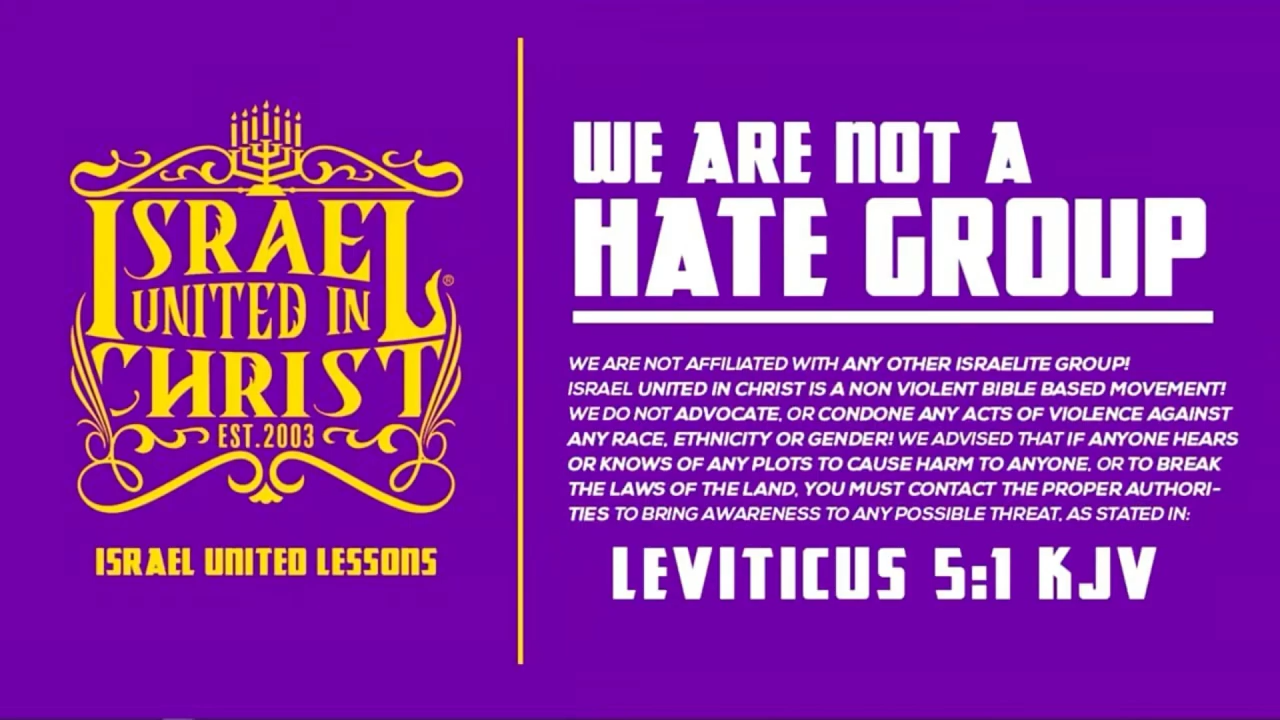 ISRAEL
UNITED IN
CHRIST
®
EST. 2003
ISRAEL UNITED LESSONS
WE ARE NOT A
HATE GROUP
WE ARE NOT AFFILIATED WITH ANY OTHER ISRAELITE GROUP!
ISRAEL UNITED IN CHRIST IS A NON VIOLENT BIBLE BASED MOVEMENT!
WE DO NOT ADVOCATE, OR CONDONE ANY ACTS OF VIOLENCE AGAINST
ANY RACE, ETHNICITY OR GENDER! WE ADVISED THAT IF ANYONE HEARS
OR KNOWS OF ANY PLOTS TO CAUSE HARM TO ANYONE, OR TO BREAK
THE LAWS OF THE LAND, YOU MUST CONTACT THE PROPER AUTHORI-
TIES TO BRING AWARENESS TO ANY POSSIBLE THREAT, AS STATED IN:
LEVITICUS 5:1 KJV